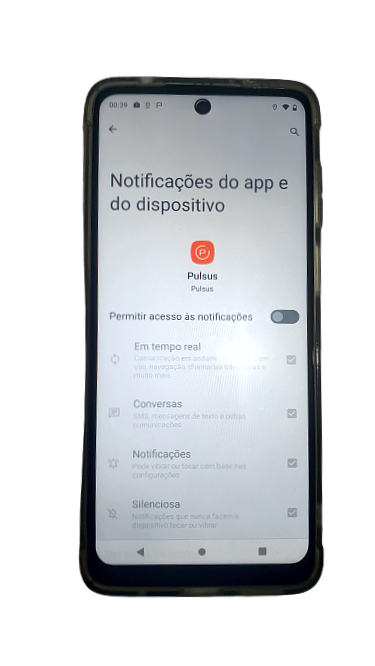 00:39
Notificações do app e
do dispositivo
Pulsus
Pulsus
Permitir acesso às notificações
Em tempo real
Comunicação em andamento em
uso, navegação, chamadas e
muito mais
Conversas
SMS, mensagens de texto e outras
comunicações
Notificações
Pode vibrar ou tocar com base nas
configurações
Silenciosa
Notificações que nunca fazem o
dispositivo tocar ou vibrar